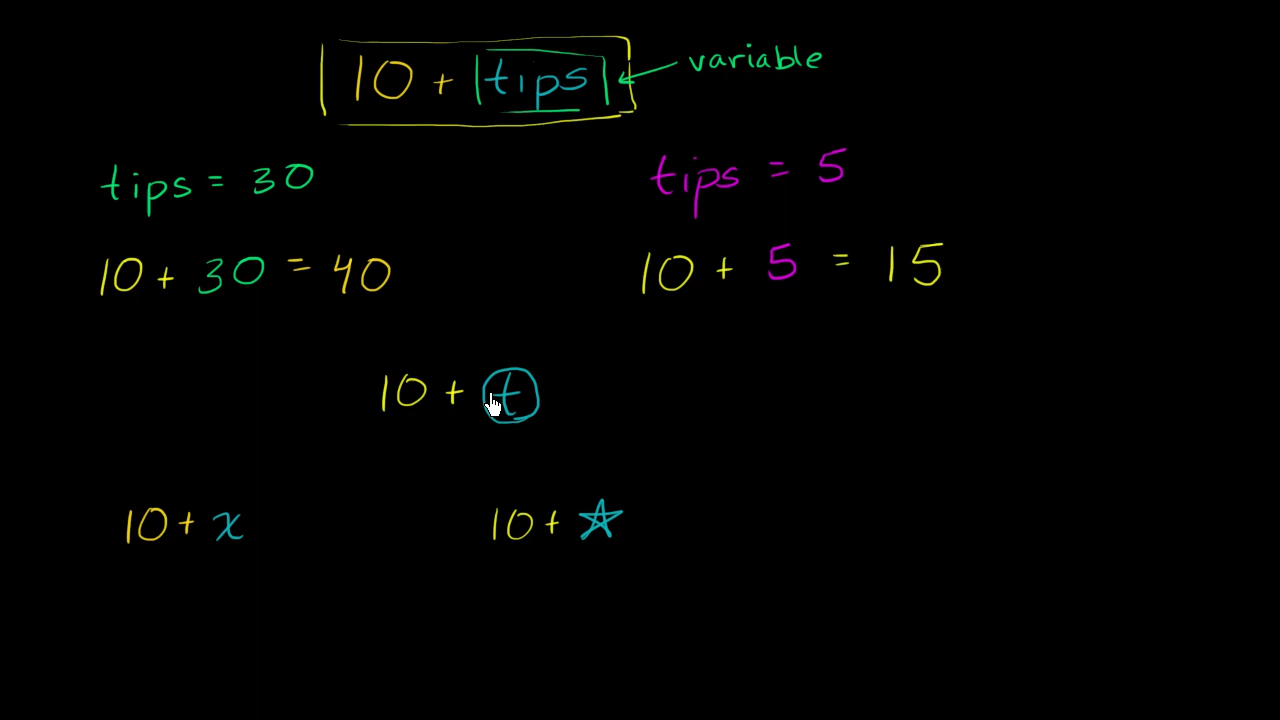 10 + tips variable
tips = 30 tips = 5
10 + 30 = 40 10 + 5 = 15
10 + t
10 + x 10 + ☆